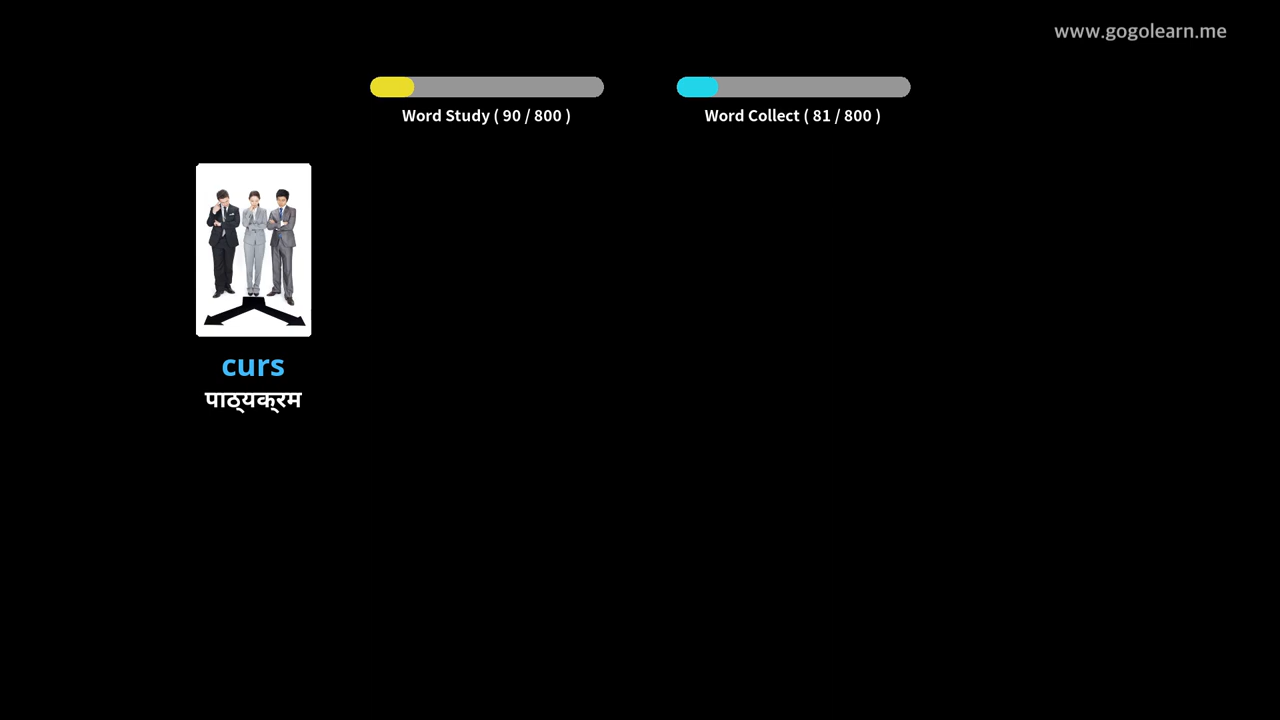 www.gogolearn.me
Word Study ( 90 / 800 )
Word Collect ( 81 / 800 )
curs
पाठ्यक्रम